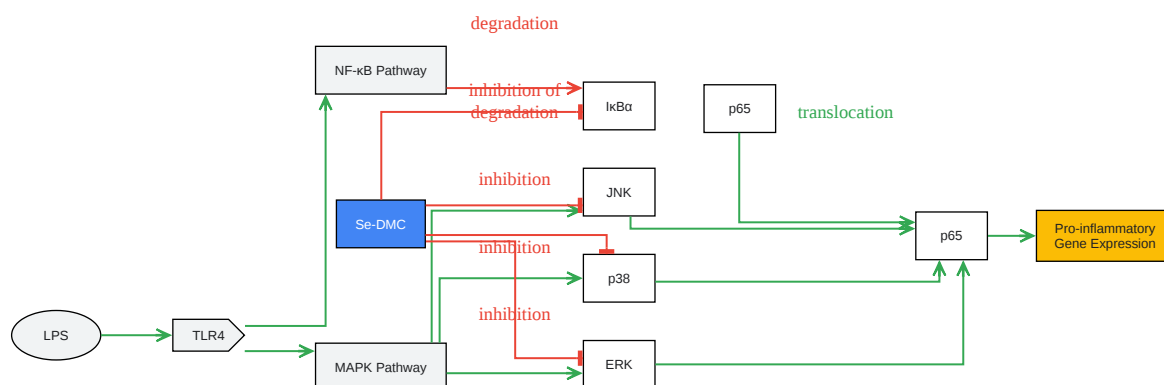 degradation
NF-κB Pathway
inhibition of
degradation
IκBα
p65
translocation
inhibition
JNK
Se-DMC
inhibition
p38
p65
Pro-inflammatory
Gene Expression
inhibition
LPS
TLR4
MAPK Pathway
ERK